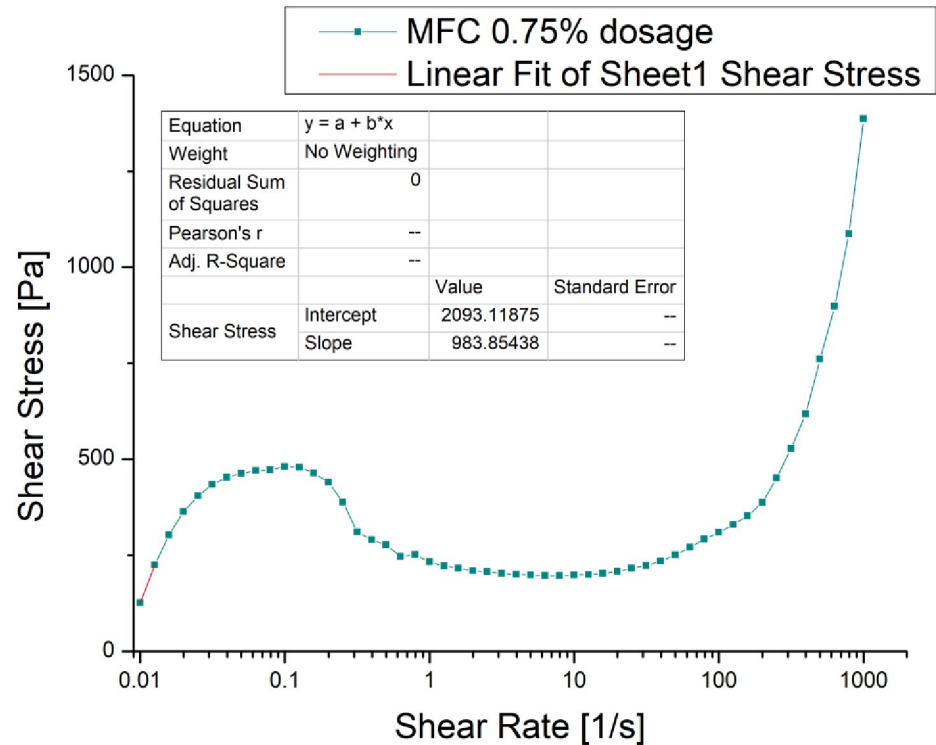 MFC 0.75% dosage
Linear Fit of Sheet1 Shear Stress
Equation y = a + b*x
Weight No Weighting
Residual Sum of Squares 0
Pearson's r --
Adj. R-Square --
Value Standard Error
Shear Stress Intercept 2093.11875 --
Slope 983.85438 --
1500
1000
500
0
Shear Stress [Pa]
0.01 0.1 1 10 100 1000
Shear Rate [1/s]